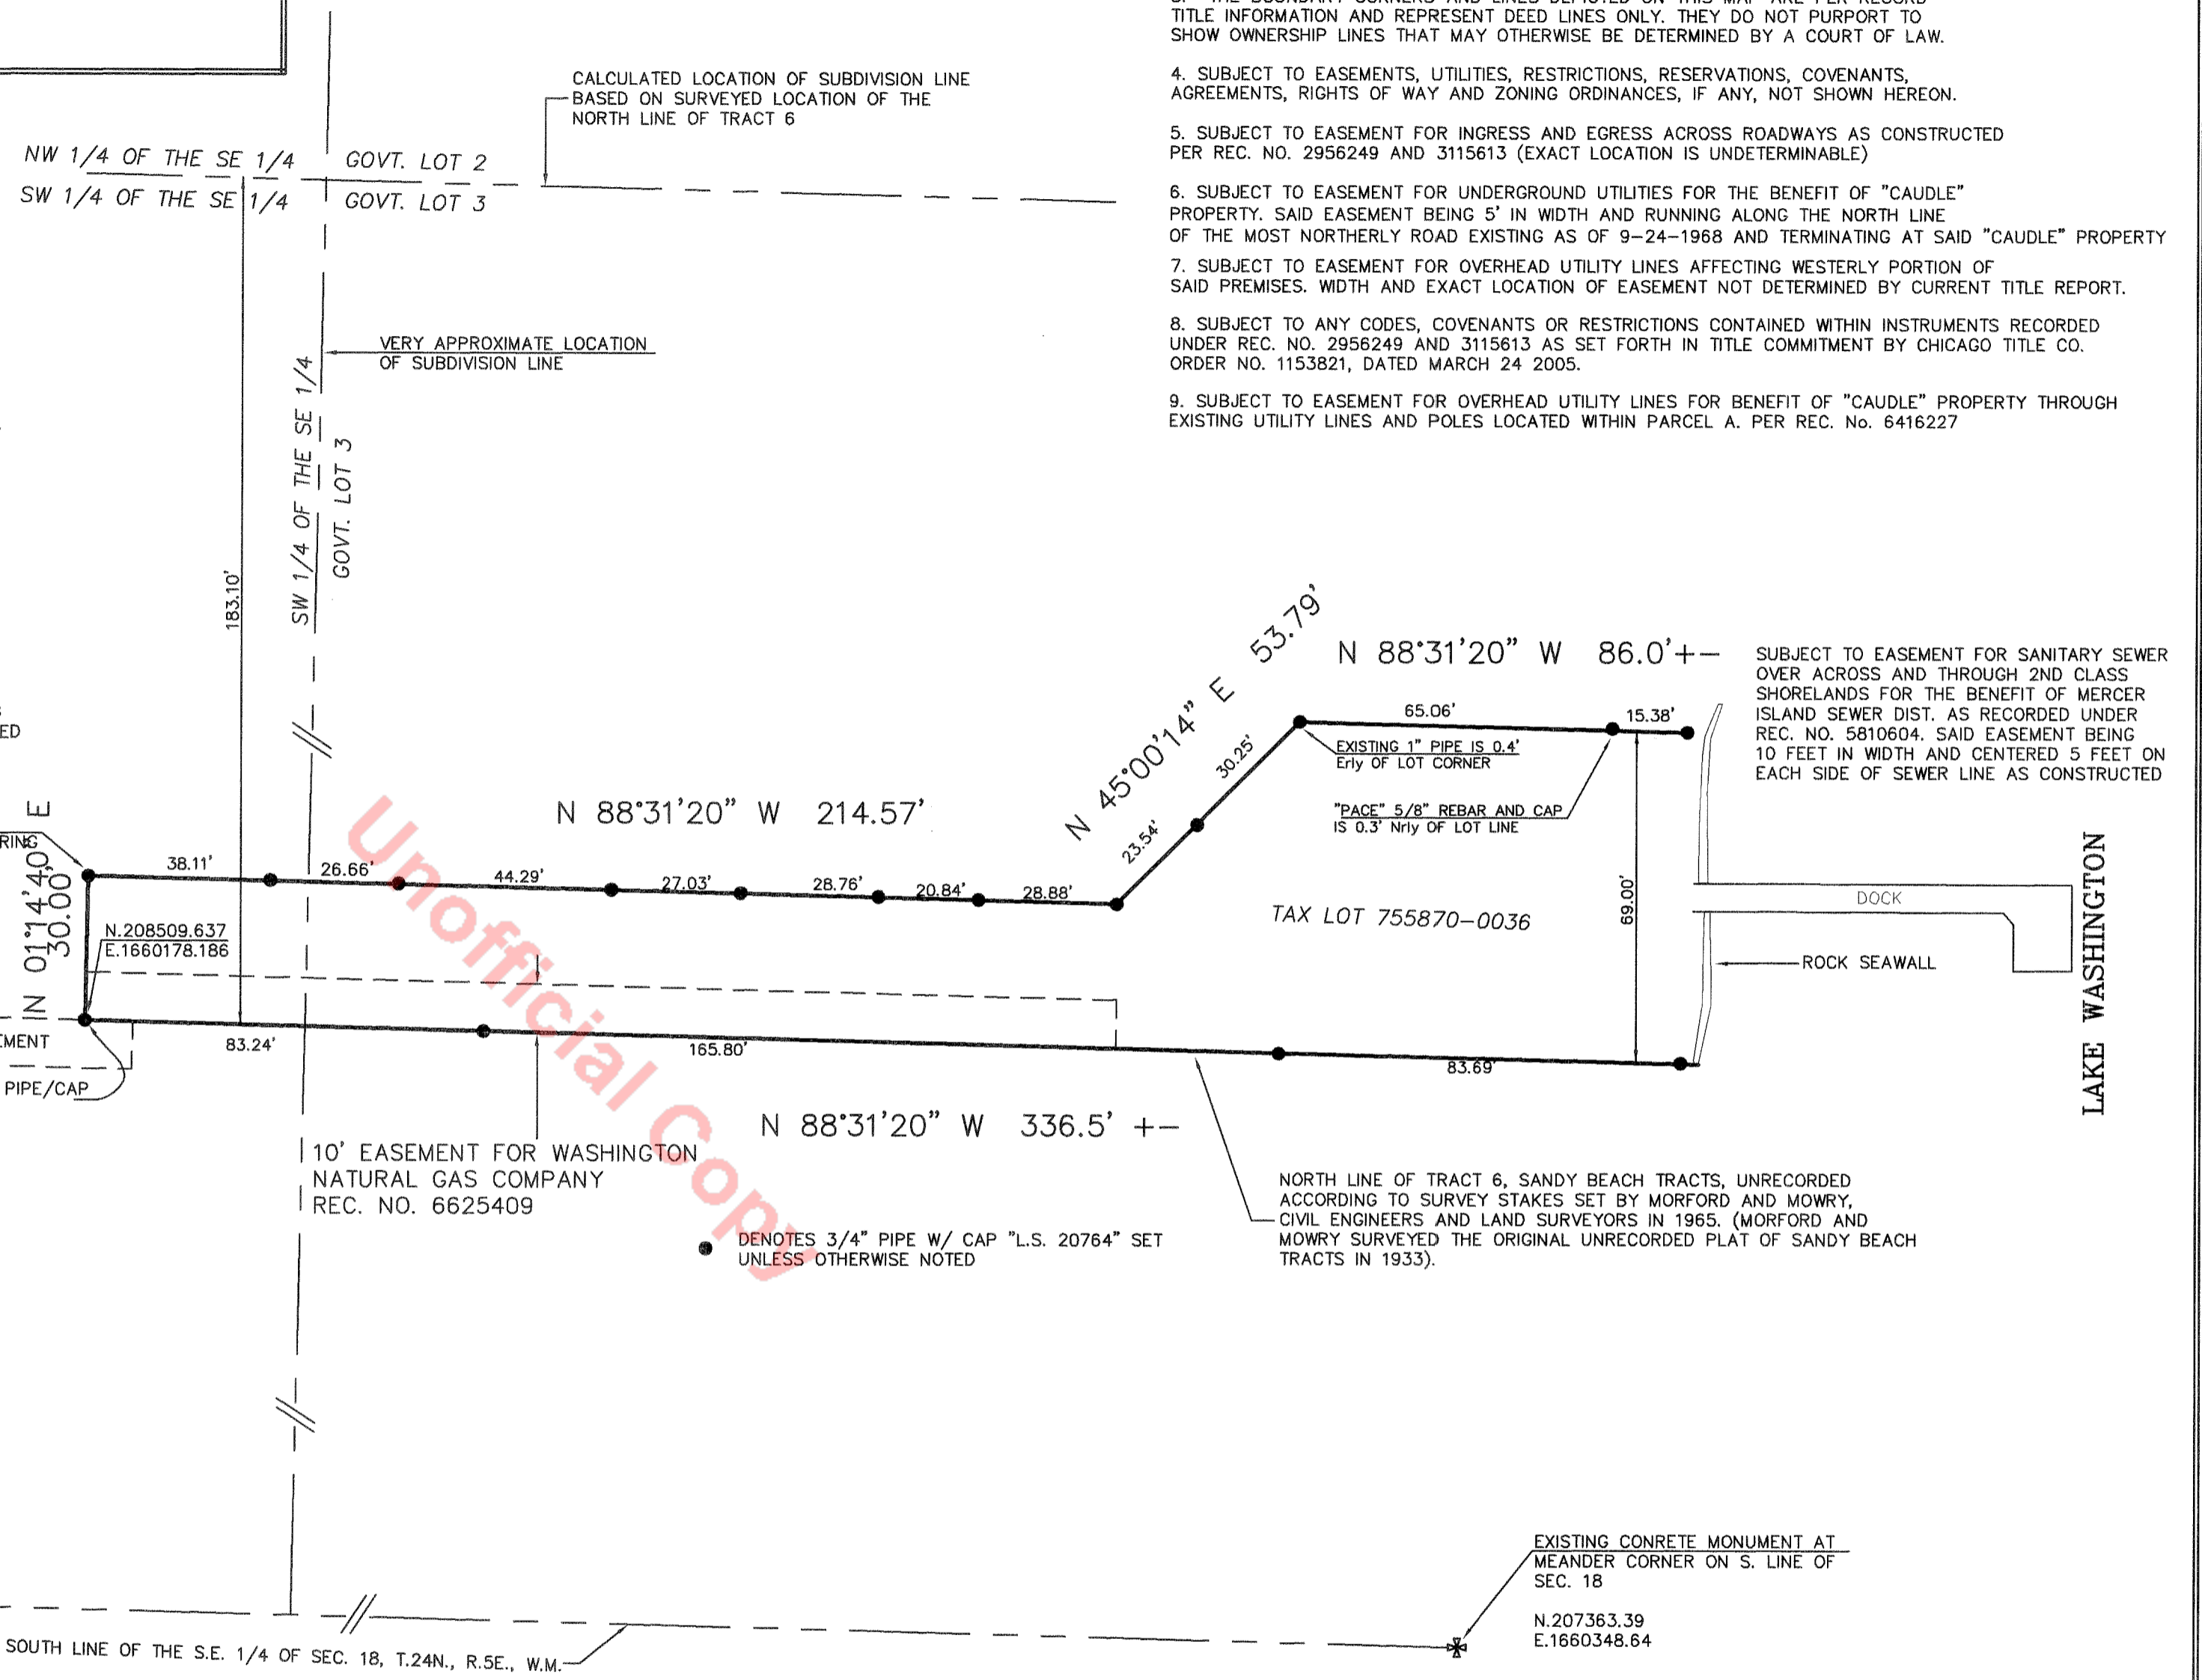 TITLE INFORMATION AND REPRESENT DEED LINES ONLY. THEY DO NOT PURPORT TO
SHOW OWNERSHIP LINES THAT MAY OTHERWISE BE DETERMINED BY A COURT OF LAW.
4. SUBJECT TO EASEMENTS, UTILITIES, RESTRICTIONS, RESERVATIONS, COVENANTS,
AGREEMENTS, RIGHTS OF WAY AND ZONING ORDINANCES, IF ANY, NOT SHOWN HEREON.
5. SUBJECT TO EASEMENT FOR INGRESS AND EGRESS ACROSS ROADWAYS AS CONSTRUCTED
PER REC. NO. 2956249 AND 3115613 (EXACT LOCATION IS UNDETERMINABLE)
6. SUBJECT TO EASEMENT FOR UNDERGROUND UTILITIES FOR THE BENEFIT OF "CAUDLE"
PROPERTY. SAID EASEMENT BEING 5' IN WIDTH AND RUNNING ALONG THE NORTH LINE
OF THE MOST NORTHERLY ROAD EXISTING AS OF 9-24-1968 AND TERMINATING AT SAID "CAUDLE" PROPERTY
7. SUBJECT TO EASEMENT FOR OVERHEAD UTILITY LINES AFFECTING WESTERLY PORTION OF
SAID PREMISES. WIDTH AND EXACT LOCATION OF EASEMENT NOT DETERMINED BY CURRENT TITLE REPORT.
8. SUBJECT TO ANY CODES, COVENANTS OR RESTRICTIONS CONTAINED WITHIN INSTRUMENTS RECORDED
UNDER REC. NO. 2956249 AND 3115613 AS SET FORTH IN TITLE COMMITMENT BY CHICAGO TITLE CO.
ORDER NO. 1153821, DATED MARCH 24 2005.
9. SUBJECT TO EASEMENT FOR OVERHEAD UTILITY LINES FOR BENEFIT OF "CAUDLE" PROPERTY THROUGH
EXISTING UTILITY LINES AND POLES LOCATED WITHIN PARCEL A. PER REC. No. 6416227
CALCULATED LOCATION OF SUBDIVISION LINE
BASED ON SURVEYED LOCATION OF THE
NORTH LINE OF TRACT 6
NW 1/4 OF THE SE 1/4
GOVT. LOT 2
SW 1/4 OF THE SE 1/4
GOVT. LOT 3
VERY APPROXIMATE LOCATION
OF SUBDIVISION LINE
SW 1/4 OF THE SE 1/4
GOVT. LOT 3
183.10'
N 45°00'14" E 53.79'
N 88°31'20" W 86.0'+-
SUBJECT TO EASEMENT FOR SANITARY SEWER
OVER ACROSS AND THROUGH 2ND CLASS
SHORELANDS FOR THE BENEFIT OF MERCER
ISLAND SEWER DIST. AS RECORDED UNDER
REC. NO. 5810604. SAID EASEMENT BEING
10 FEET IN WIDTH AND CENTERED 5 FEET ON
EACH SIDE OF SEWER LINE AS CONSTRUCTED
65.06'
15.38'
30.25'
23.54'
EXISTING 1" PIPE IS 0.4'
Erly OF LOT CORNER
"PACE" 5/8" REBAR AND CAP
IS 0.3' Nrly OF LOT LINE
ED
RING
N 88°31'20" W 214.57'
38.11'
26.66'
44.29'
27.03'
28.76'
20.84'
28.88'
N 01°14'40" E
30.00'
N.208509.637
E.1660178.186
TAX LOT 755870-0036
69.00'
DOCK
ROCK SEAWALL
LAKE WASHINGTON
EMENT
PIPE/CAP
83.24'
165.80'
83.69'
N 88°31'20" W 336.5' +-
10' EASEMENT FOR WASHINGTON
NATURAL GAS COMPANY
REC. NO. 6625409
DENOTES 3/4" PIPE W/ CAP "L.S. 20764" SET
UNLESS OTHERWISE NOTED
NORTH LINE OF TRACT 6, SANDY BEACH TRACTS, UNRECORDED
ACCORDING TO SURVEY STAKES SET BY MORFORD AND MOWRY,
CIVIL ENGINEERS AND LAND SURVEYORS IN 1965. (MORFORD AND
MOWRY SURVEYED THE ORIGINAL UNRECORDED PLAT OF SANDY BEACH
TRACTS IN 1933).
Unofficial Copy
EXISTING CONRETE MONUMENT AT
MEANDER CORNER ON S. LINE OF
SEC. 18
N.207363.39
E.1660348.64
SOUTH LINE OF THE S.E. 1/4 OF SEC. 18, T.24N., R.5E., W.M.